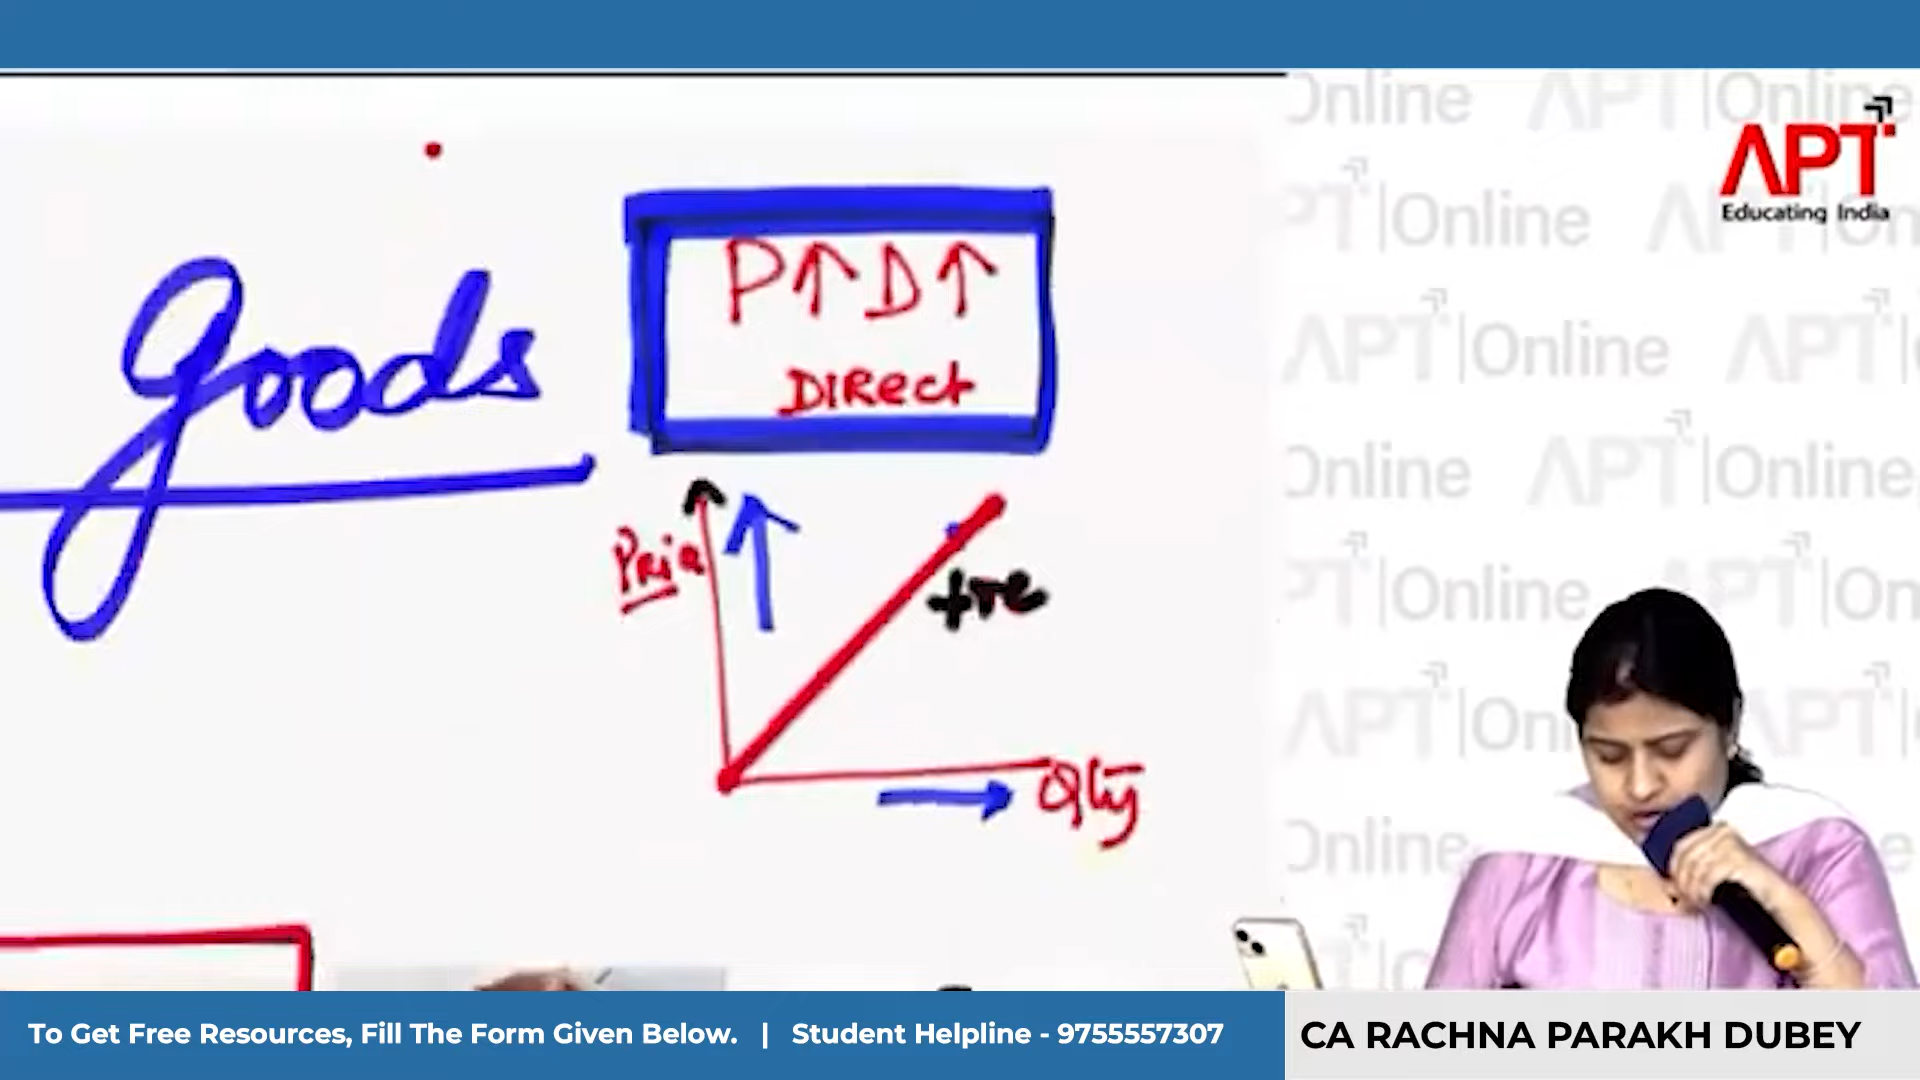 APT
Educating India
Goods
P↑ D↑
DIRect
Price
+ve
Qty
APT|Online
To Get Free Resources, Fill The Form Given Below. | Student Helpline - 9755557307
CA RACHNA PARAKH DUBEY